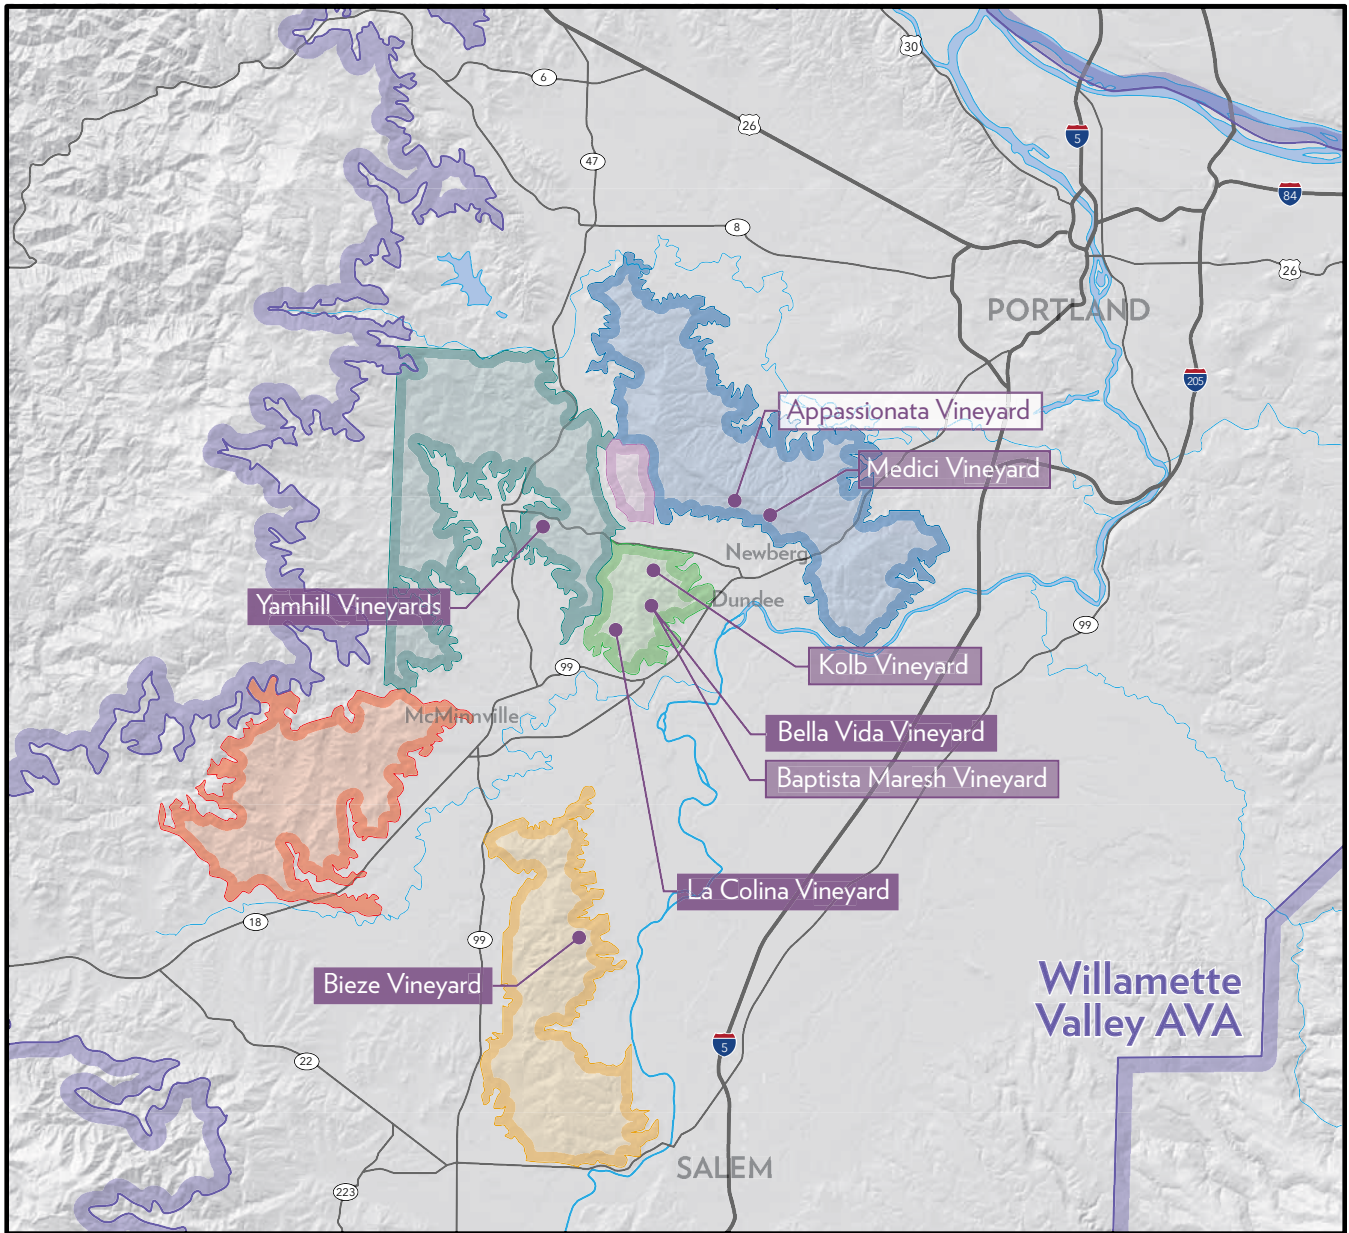 30
6
26
5
47
84
8
26
PORTLAND
205
Appassionata Vineyard
Medici Vineyard
Newberg
Dundee
Yamhill Vineyards
99
Kolb Vineyard
99
McMinnville
Bella Vida Vineyard
Baptista Maresh Vineyard
La Colina Vineyard
18
99
Bieze Vineyard
Willamette
Valley AVA
5
22
SALEM
223